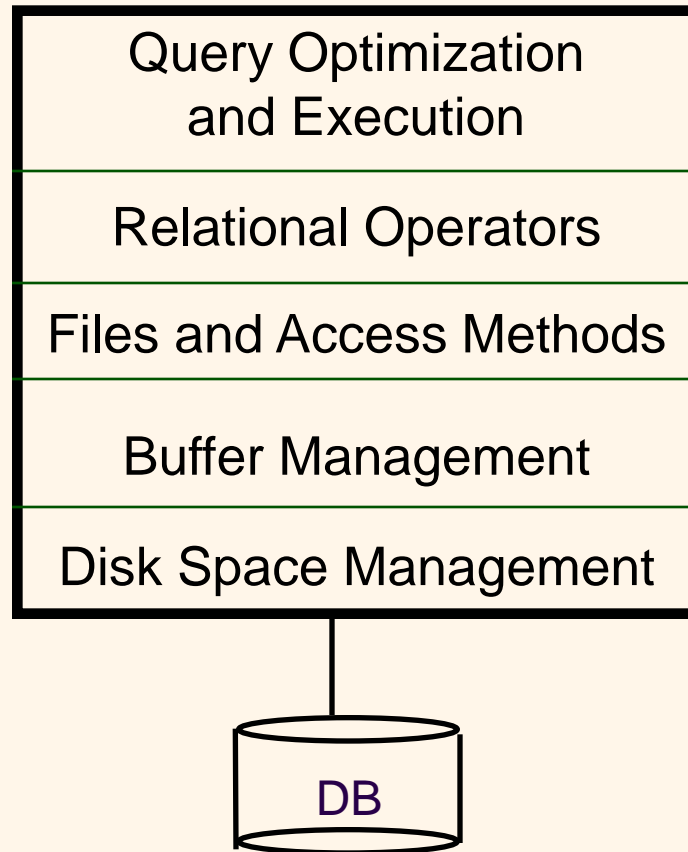 Query Optimization
and Execution
Relational Operators
Files and Access Methods
Buffer Management
Disk Space Management
DB